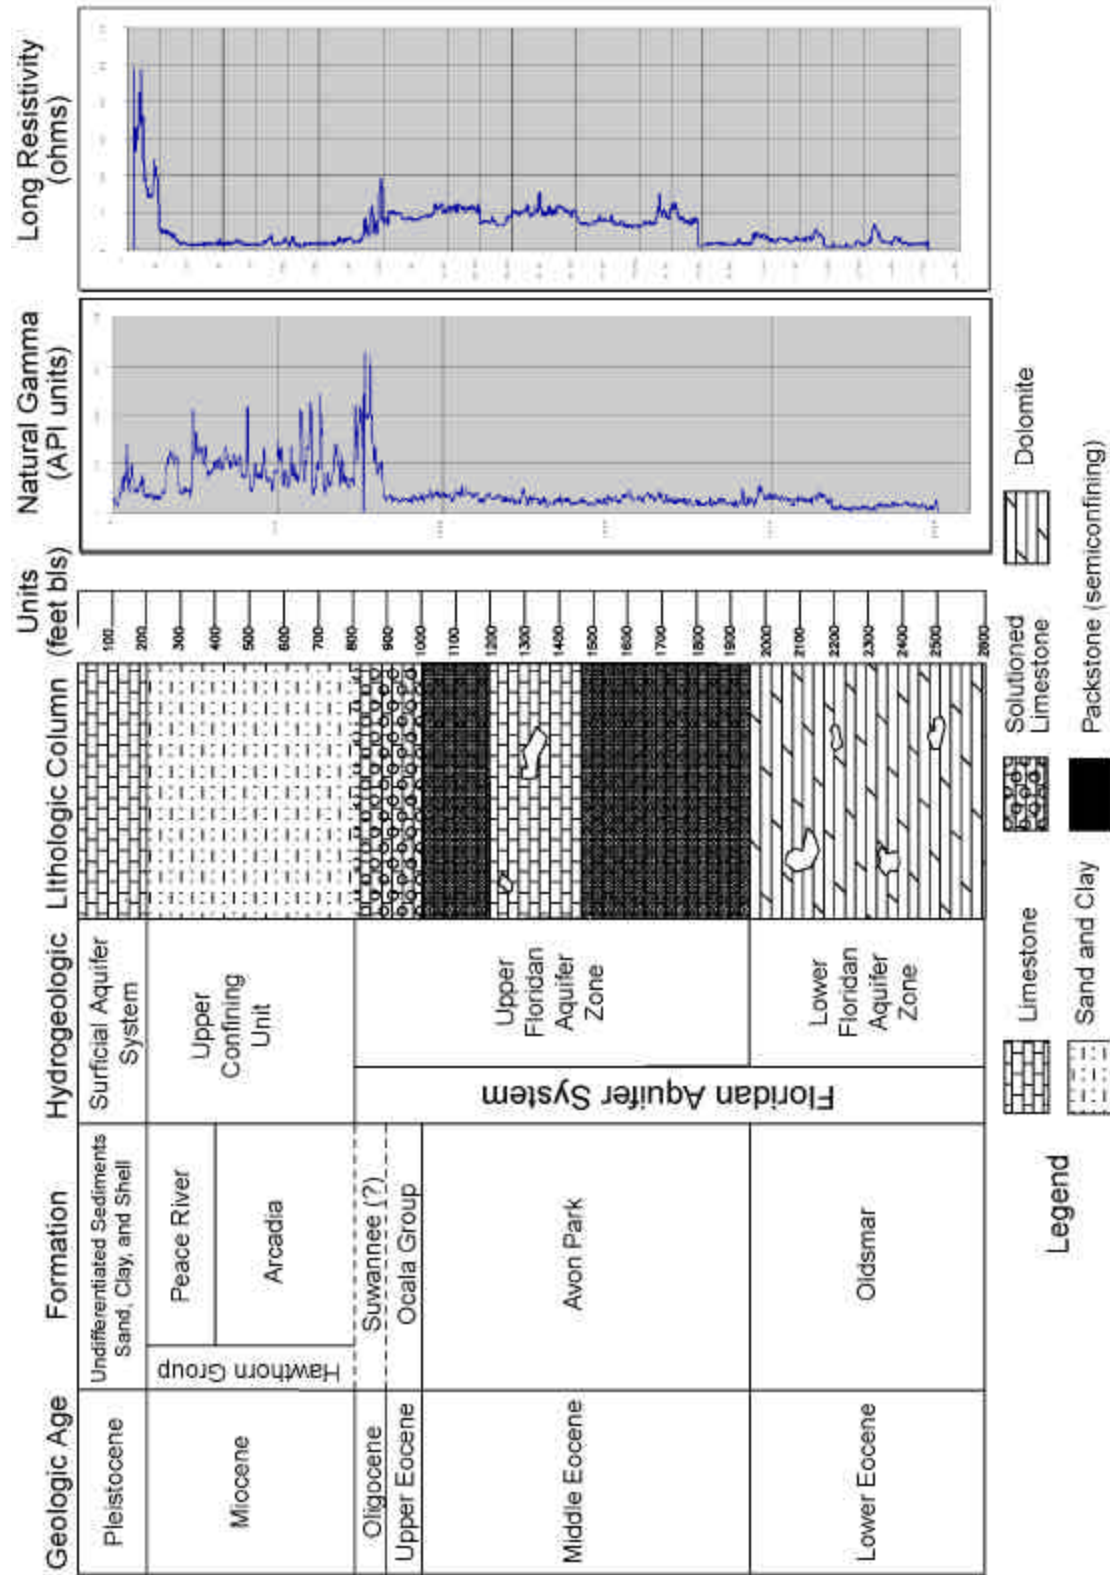 Geologic Age
Formation
Hydrogeologic
Lithologic Column
Units
(feet bls)
Natural Gamma
(API units)
Long Resistivity
(ohms)
Pleistocene
Undifferentiated Sediments
Sand, Clay, and Shell
Surficial Aquifer
System
Miocene
Hawthorn Group
Peace River
Arcadia
Upper
Confining
Unit
Oligocene
Suwannee (?)
Upper Eocene
Ocala Group
Middle Eocene
Avon Park
Lower Eocene
Oldsmar
Floridan Aquifer System
Upper
Floridan
Aquifer
Zone
Lower
Floridan
Aquifer
Zone
100
200
300
400
500
600
700
800
900
1000
1100
1200
1300
1400
1500
1600
1700
1800
1900
2000
2100
2200
2300
2400
2500
Legend
Limestone
Solutioned
Limestone
Dolomite
Sand and Clay
Packstone (semiconfining)